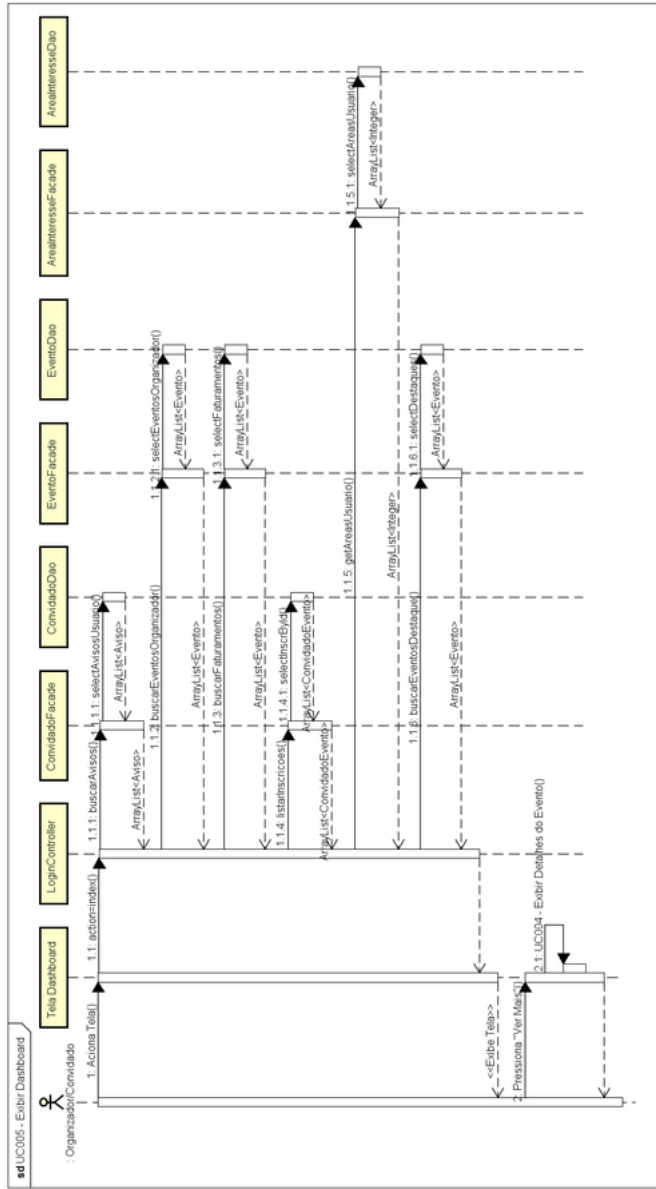 sd UC005 - Exibir Dashboard
: Organizador/Convidado
Tela Dashboard
LoginController
ConvidadoFacade
ConvidadoDao
EventoFacade
EventoDao
AreaInteresseFacade
AreaInteresseDao
1: Aciona Tela()
1.1: action=index()
1.1.1: buscarAvisos()
1.1.1.1: selectAvisosUsuario()
ArrayList<Aviso>
ArrayList<Aviso>
1.1.2: buscarEventosOrganizador()
1.1.2.1: selectEventosOrganizador()
ArrayList<Evento>
ArrayList<Evento>
1.1.3: buscarFaturamentos()
1.1.3.1: selectFaturamentos()
ArrayList<Evento>
ArrayList<Evento>
1.1.4: listarInscricoes()
1.1.4.1: selectInscrById()
ArrayList<ConvidadoEvento>
ArrayList<ConvidadoEvento>
1.1.5: getAreasUsuario()
1.1.5.1: selectAreasUsuario()
ArrayList<Integer>
ArrayList<Integer>
1.1.6: buscarEventosDestaque()
1.1.6.1: selectDestaque()
ArrayList<Evento>
ArrayList<Evento>
<<Exibe Tela>>
2: Pressiona "Ver Mais"()
2.1: UC004 - Exibir Detalhes do Evento()